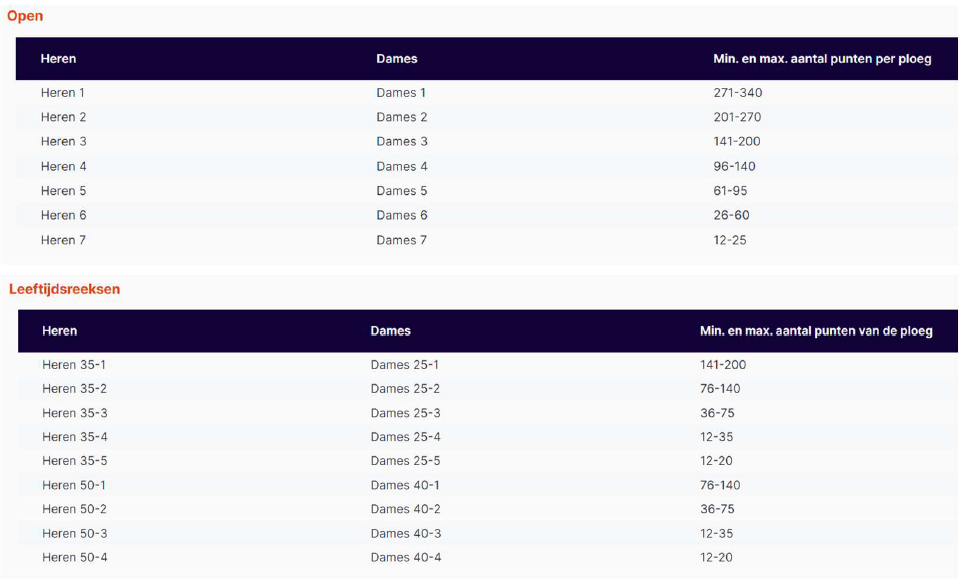 Open
Heren Dames Min. en max. aantal punten per ploeg
Heren 1 Dames 1 271-340
Heren 2 Dames 2 201-270
Heren 3 Dames 3 141-200
Heren 4 Dames 4 96-140
Heren 5 Dames 5 61-95
Heren 6 Dames 6 26-60
Heren 7 Dames 7 12-25
Leeftijdsreeksen
Heren Dames Min. en max. aantal punten van de ploeg
Heren 35-1 Dames 25-1 141-200
Heren 35-2 Dames 25-2 76-140
Heren 35-3 Dames 25-3 36-75
Heren 35-4 Dames 25-4 12-35
Heren 35-5 Dames 25-5 12-20
Heren 50-1 Dames 40-1 76-140
Heren 50-2 Dames 40-2 36-75
Heren 50-3 Dames 40-3 12-35
Heren 50-4 Dames 40-4 12-20